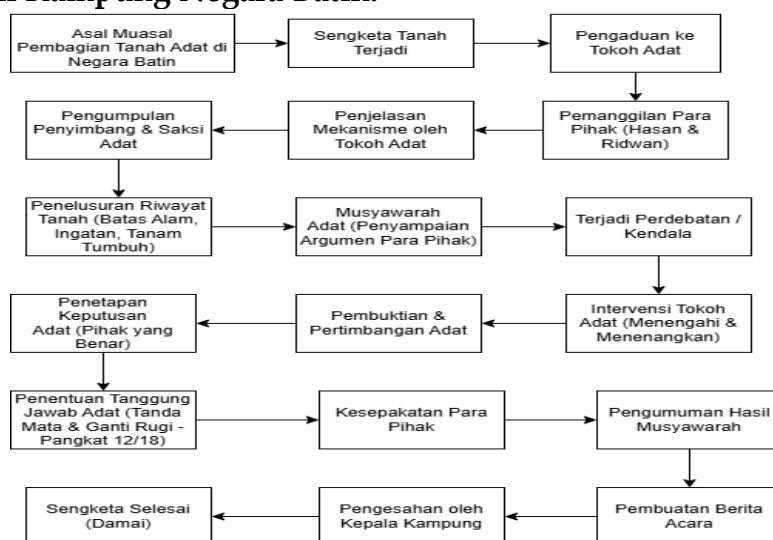 Kampung Negara Batin.
Asal Muasal
Pembagian Tanah Adat di
Negara Batin
Sengketa Tanah
Terjadi
Pengaduan ke
Tokoh Adat
Pemanggilan Para
Pihak (Hasan &
Ridwan)
Penjelasan
Mekanisme oleh
Tokoh Adat
Pengumpulan
Penyimbang & Saksi
Adat
Penelusuran Riwayat
Tanah (Batas Alam,
Ingatan, Tanam
Tumbuh)
Musyawarah
Adat (Penyampaian
Argumen Para Pihak)
Terjadi Perdebatan /
Kendala
Intervensi Tokoh
Adat (Menengahi &
Menenangkan)
Pembuktian &
Pertimbangan Adat
Penetapan
Keputusan
Adat (Pihak yang
Benar)
Penentuan Tanggung
Jawab Adat (Tanda
Mata & Ganti Rugi -
Pangkat 12/18)
Kesepakatan Para
Pihak
Pengumuman Hasil
Musyawarah
Pembuatan Berita
Acara
Pengesahan oleh
Kepala Kampung
Sengketa Selesai
(Damai)